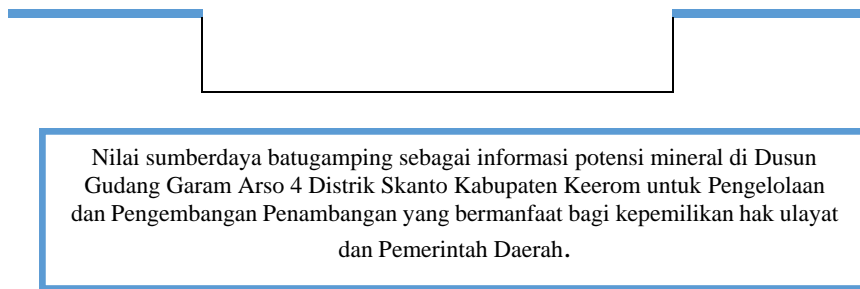 Nilai sumberdaya batugamping sebagai informasi potensi mineral di Dusun
Gudang Garam Arso 4 Distrik Skanto Kabupaten Keerom untuk Pengelolaan
dan Pengembangan Penambangan yang bermanfaat bagi kepemilikan hak ulayat
dan Pemerintah Daerah.